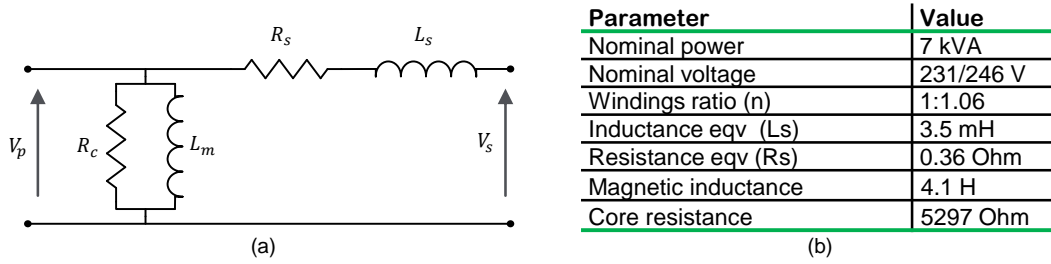 R_s
L_s
V_p
R_c
L_m
V_s
(a)
Parameter Value
Nominal power 7 kVA
Nominal voltage 231/246 V
Windings ratio (n) 1:1.06
Inductance eqv (Ls) 3.5 mH
Resistance eqv (Rs) 0.36 Ohm
Magnetic inductance 4.1 H
Core resistance 5297 Ohm
(b)